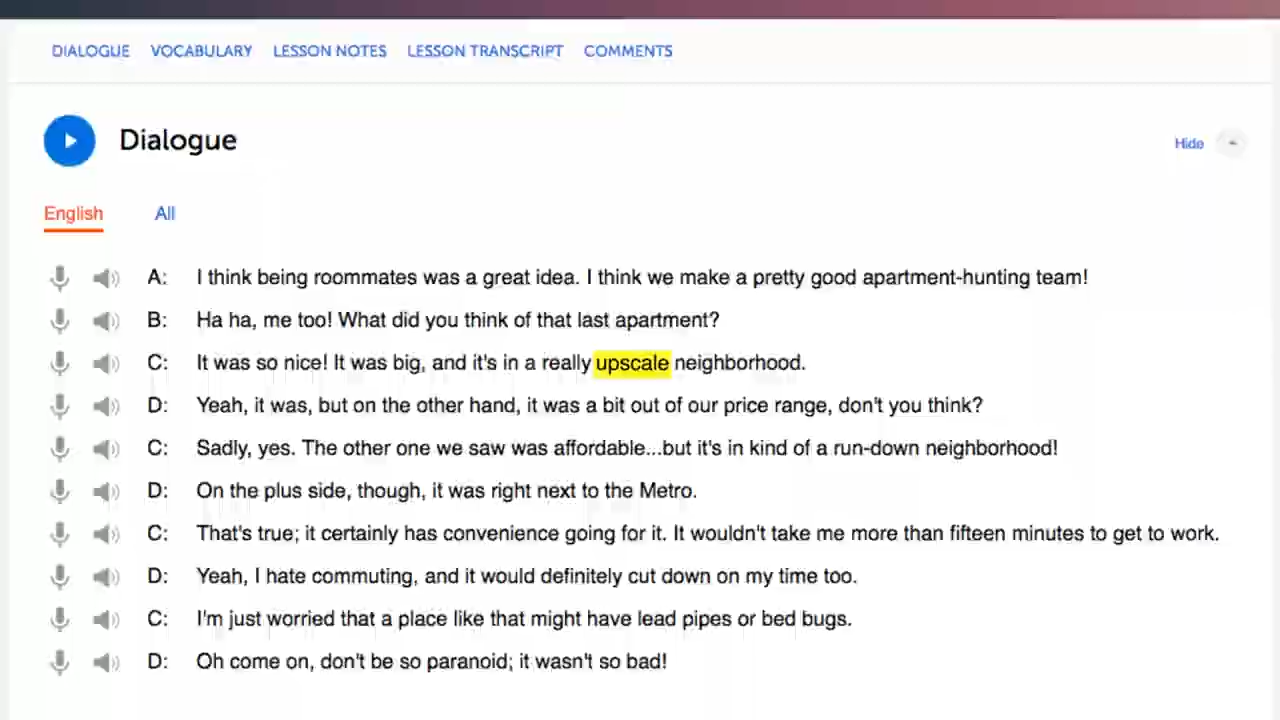 DIALOGUE VOCABULARY LESSON NOTES LESSON TRANSCRIPT COMMENTS
Dialogue
Hide
English All
A: I think being roommates was a great idea. I think we make a pretty good apartment-hunting team!
B: Ha ha, me too! What did you think of that last apartment?
C: It was so nice! It was big, and it's in a really upscale neighborhood.
D: Yeah, it was, but on the other hand, it was a bit out of our price range, don't you think?
C: Sadly, yes. The other one we saw was affordable...but it's in kind of a run-down neighborhood!
D: On the plus side, though, it was right next to the Metro.
C: That's true; it certainly has convenience going for it. It wouldn't take me more than fifteen minutes to get to work.
D: Yeah, I hate commuting, and it would definitely cut down on my time too.
C: I'm just worried that a place like that might have lead pipes or bed bugs.
D: Oh come on, don't be so paranoid; it wasn't so bad!